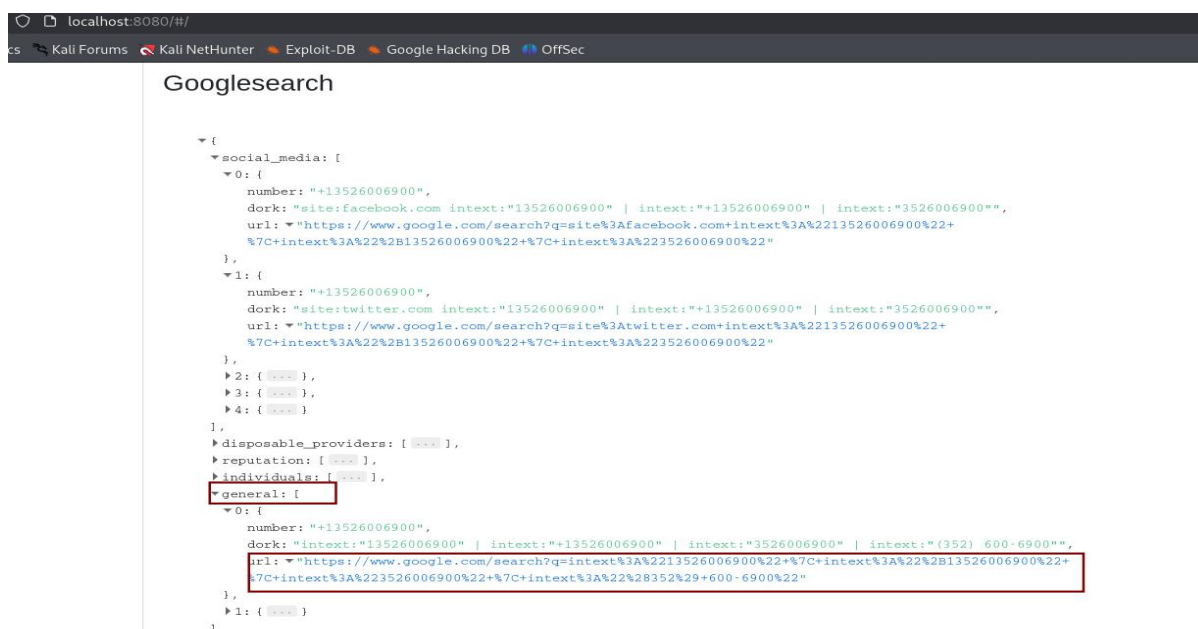 localhost:8080/#/
cs Kali Forums Kali NetHunter Exploit-DB Google Hacking DB OffSec
Googlesearch
{
social_media: [
0: {
number: "+13526006900",
dork: "site:facebook.com intext:"13526006900" | intext:"+13526006900" | intext:"3526006900"",
url: "https://www.google.com/search?q=site%3Afacebook.com+intext%3A%2213526006900%22+
%7C+intext%3A%22%2B13526006900%22+%7C+intext%3A%223526006900%22"
},
1: {
number: "+13526006900",
dork: "site:twitter.com intext:"13526006900" | intext:"+13526006900" | intext:"3526006900"",
url: "https://www.google.com/search?q=site%3Atwitter.com+intext%3A%2213526006900%22+
%7C+intext%3A%22%2B13526006900%22+%7C+intext%3A%223526006900%22"
},
2: { ... },
3: { ... },
4: { ... }
],
disposable_providers: [ ... ],
reputation: [ ... ],
individuals: [ ... ],
general: [
0: {
number: "+13526006900",
dork: "intext:"13526006900" | intext:"+13526006900" | intext:"3526006900" | intext:"(352) 600-6900"",
url: "https://www.google.com/search?q=intext%3A%2213526006900%22+%7C+intext%3A%22%2B13526006900%22+
%7C+intext%3A%223526006900%22+%7C+intext%3A%22%28352%29+600-6900%22"
},
1: { ... }
]